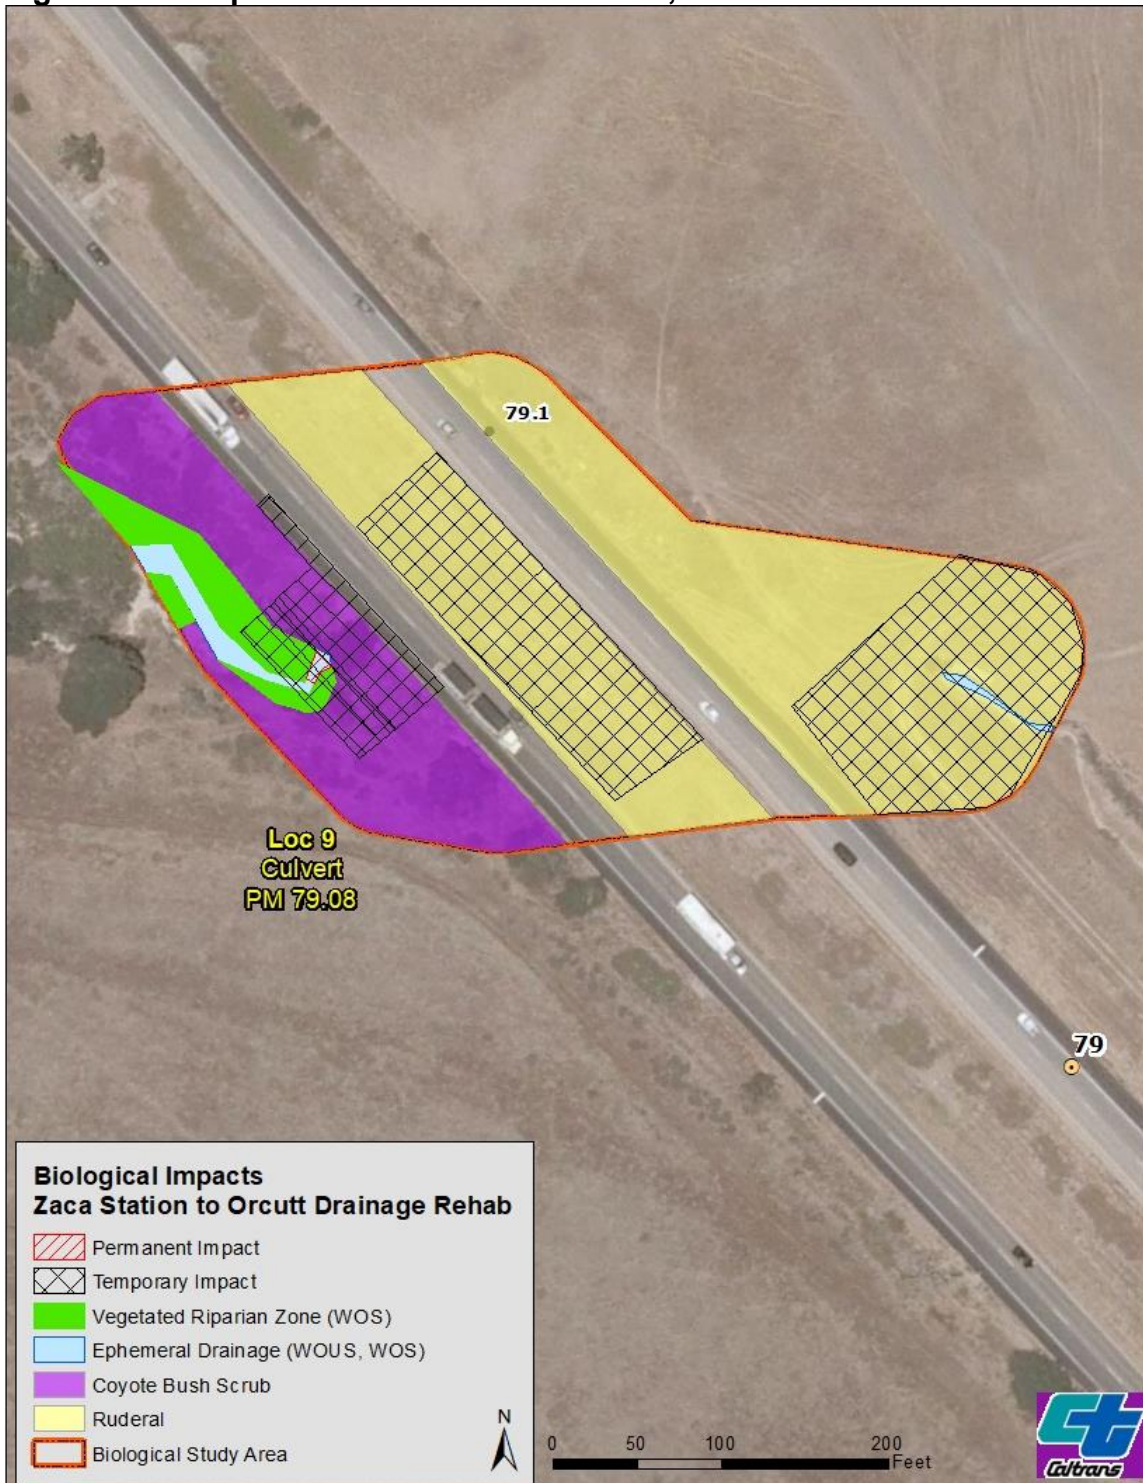 79.1
Loc 9
Culvert
PM 79.08
79
Biological Impacts
Zaca Station to Orcutt Drainage Rehab
Permanent Impact
Temporary Impact
Vegetated Riparian Zone (WOS)
Ephemeral Drainage (WOUS, WOS)
Coyote Bush Scrub
Ruderal
Biological Study Area
N
0 50 100 200
Feet
Caltrans